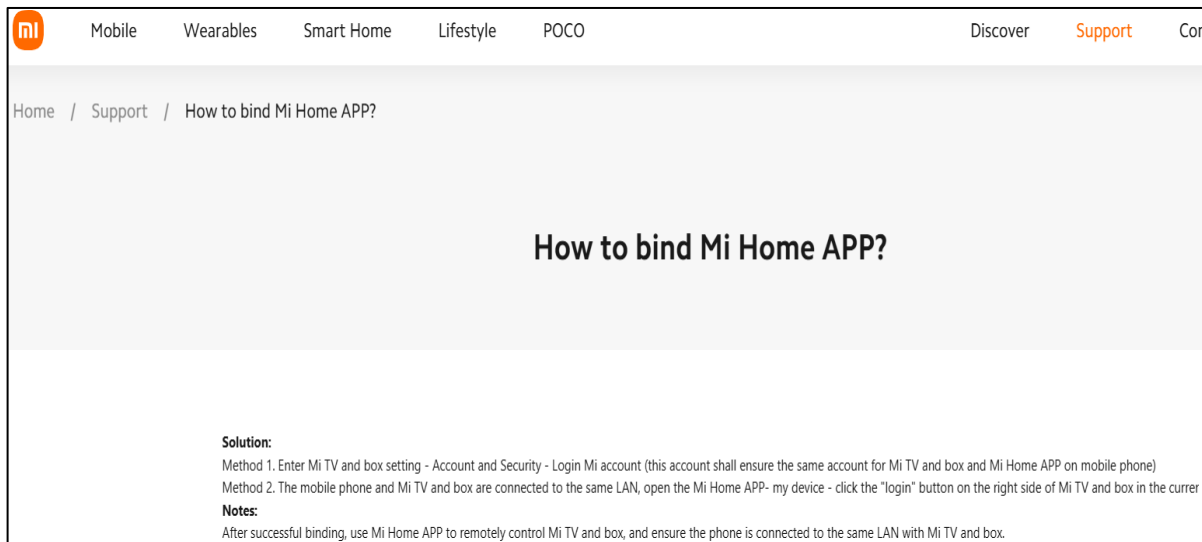 mi Mobile Wearables Smart Home Lifestyle POCO Discover Support
Home / Support / How to bind Mi Home APP?
How to bind Mi Home APP?
Solution:
Method 1. Enter Mi TV and box setting - Account and Security - Login Mi account (this account shall ensure the same account for Mi TV and box and Mi Home APP on mobile phone)
Method 2. The mobile phone and Mi TV and box are connected to the same LAN, open the Mi Home APP- my device - click the "login" button on the right side of Mi TV and box in the
Notes:
After successful binding, use Mi Home APP to remotely control Mi TV and box, and ensure the phone is connected to the same LAN with Mi TV and box.